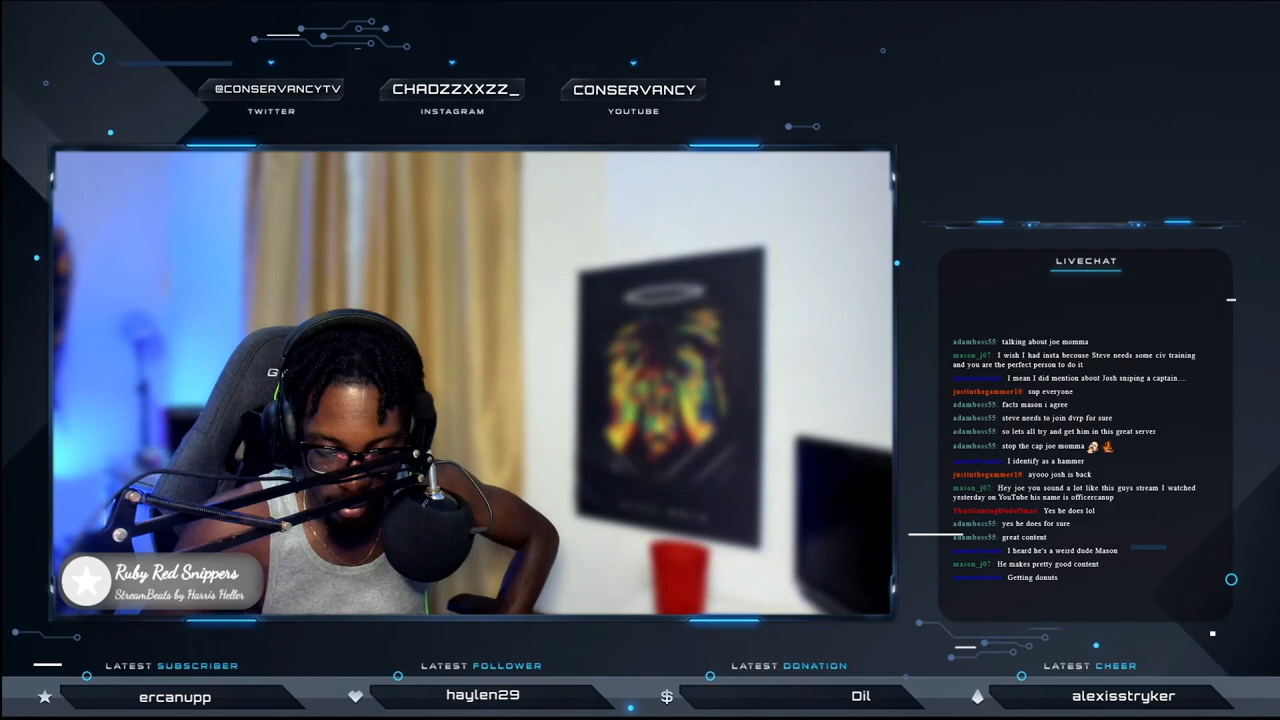 @CONSERVANCYTV
TWITTER
CHADZZXXZZ_
INSTAGRAM
CONSERVANCY
YOUTUBE
G
Ruby Red Snippers
StreamBeats by Harris Heller
LIVECHAT
adamboss55: talking about joe momma
mason_j07: I wish I had insta becouse Steve needs some civ training
and you are the perfect person to do it
I mean I did mention about Josh sniping a captain....
justinthegammer10: sup everyone
adamboss55: facts mason i agree
adamboss55: steve needs to join dvrp for sure
adamboss55: so lets all try and get him in this great server
adamboss55: stop the cap joe momma
I identify as a hammer
justinthegammer10: ayooo josh is back
mason_j07: Hey joe you sound a lot like this guys stream I watched
yesterday on YouTube his name is officercanup
ThatGamingDudeOmar: Yes he does lol
adamboss55: yes he does for sure
adamboss55: great content
I heard he's a weird dude Mason
mason_j07: He makes pretty good content
Getting donuts
LATEST SUBSCRIBER
ercanupp
LATEST FOLLOWER
haylen29
LATEST DONATION
$
Dil
LATEST CHEER
alexisstryker